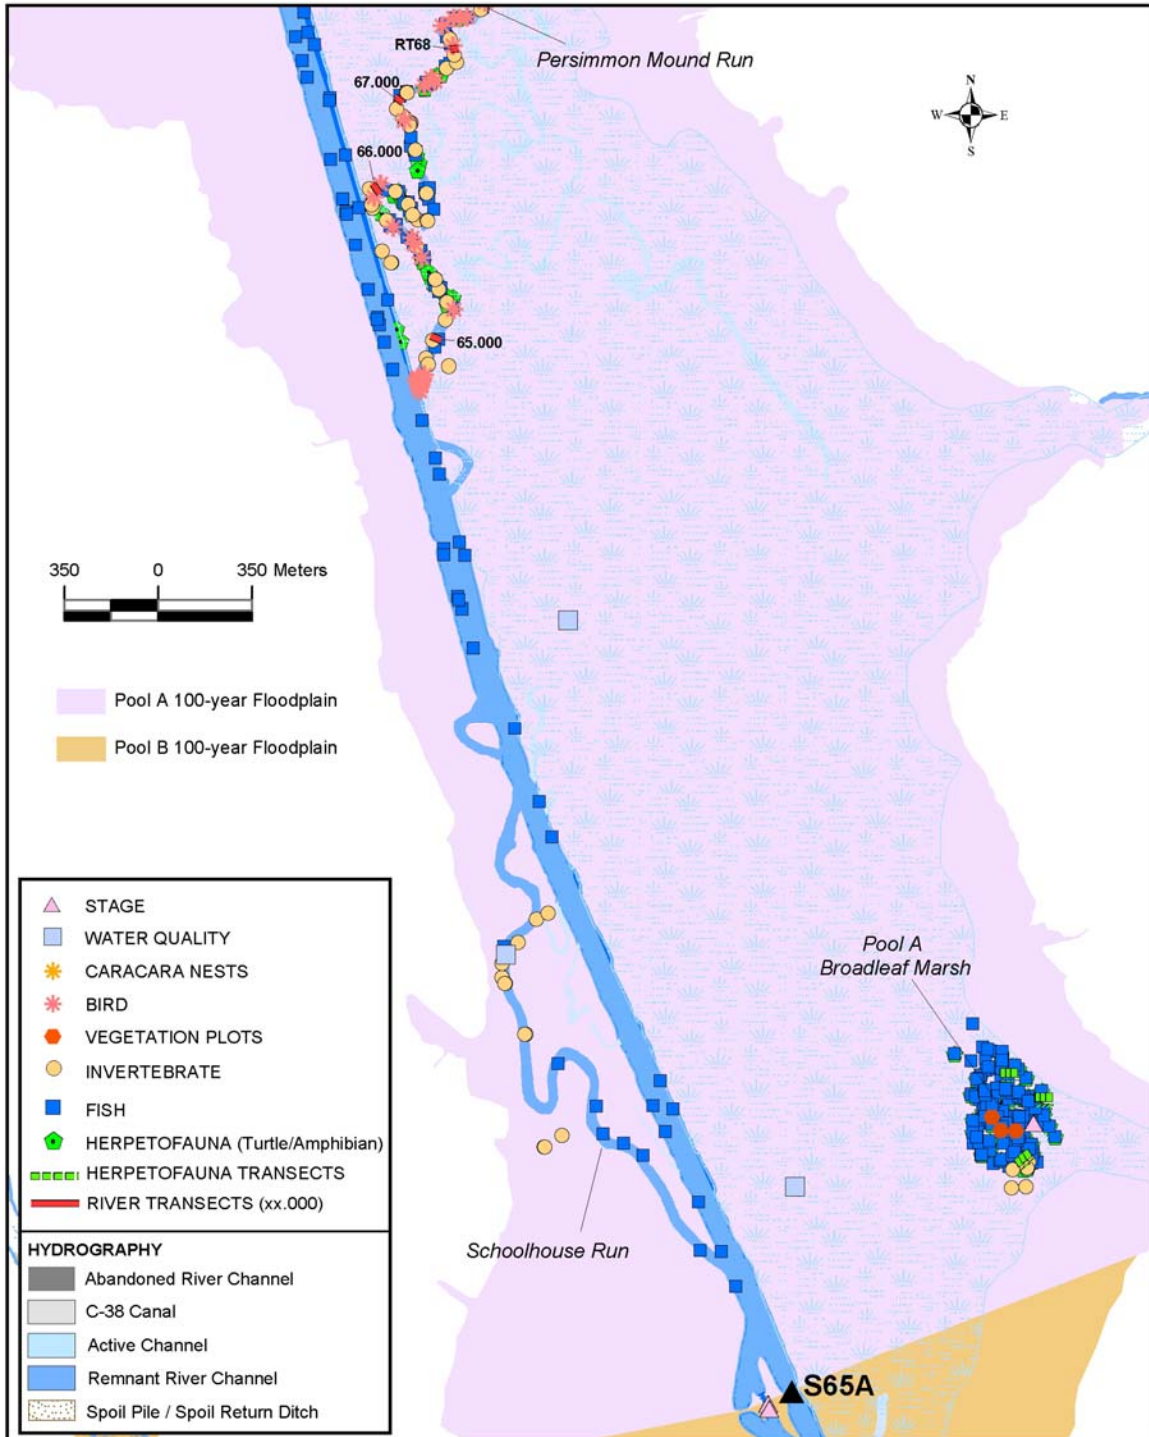 Persimmon Mound Run
RT68
67.000
66.000
65.000
N
W E
S
350 0 350 Meters
Pool A 100-year Floodplain
Pool B 100-year Floodplain
STAGE
WATER QUALITY
CARACARA NESTS
BIRD
VEGETATION PLOTS
INVERTEBRATE
FISH
HERPETOFAUNA (Turtle/Amphibian)
HERPETOFAUNA TRANSECTS
RIVER TRANSECTS (xx.000)
HYDROGRAPHY
Abandoned River Channel
C-38 Canal
Active Channel
Remnant River Channel
Spoil Pile / Spoil Return Ditch
Pool A
Broadleaf Marsh
Schoolhouse Run
S65A